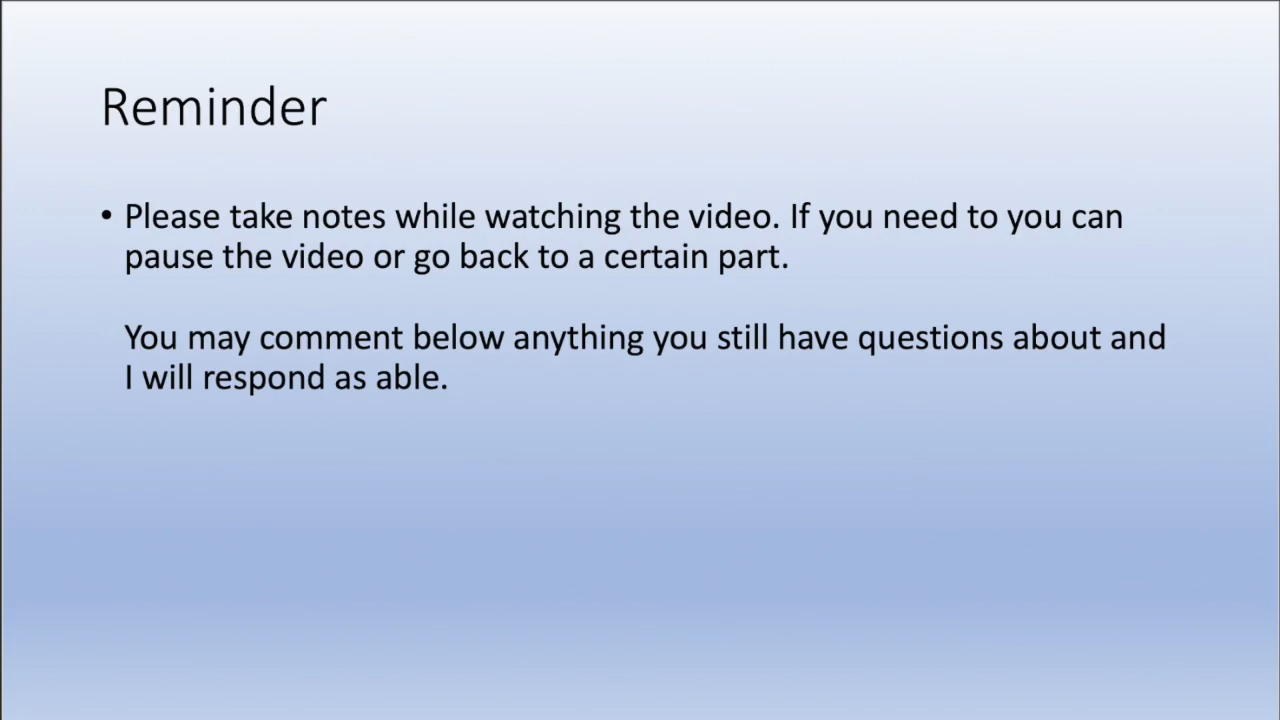 Reminder
• Please take notes while watching the video. If you need to you can
pause the video or go back to a certain part.
You may comment below anything you still have questions about and
I will respond as able.